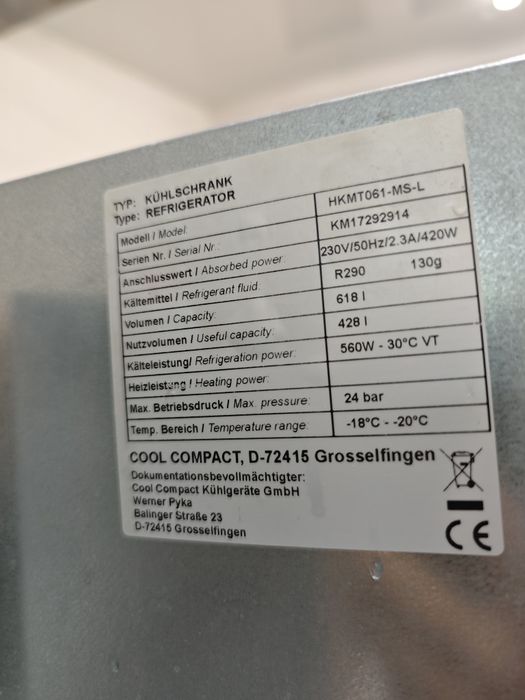 TYP: KÜHLSCHRANK
Type: REFRIGERATOR
Modell / Model: HKMT061-MS-L
Serien Nr. / Serial Nr.: KM17292914
Anschlusswert / Absorbed power: 230V/50Hz/2.3A/420W
Kältemittel / Refrigerant fluid: R290 130g
Volumen / Capacity: 618 l
Nutzvolumen / Useful capacity: 428 l
Kälteleistung/ Refrigeration power: 560W - 30°C VT
Heizleistung / Heating power:
Max. Betriebsdruck / Max. pressure: 24 bar
Temp. Bereich / Temperature range: -18°C - -20°C
COOL COMPACT, D-72415 Grosselfingen
Dokumentationsbevollmächtigter:
Cool Compact Kühlgeräte GmbH
Werner Pyka
Balinger Straße 23
D-72415 Grosselfingen
CE